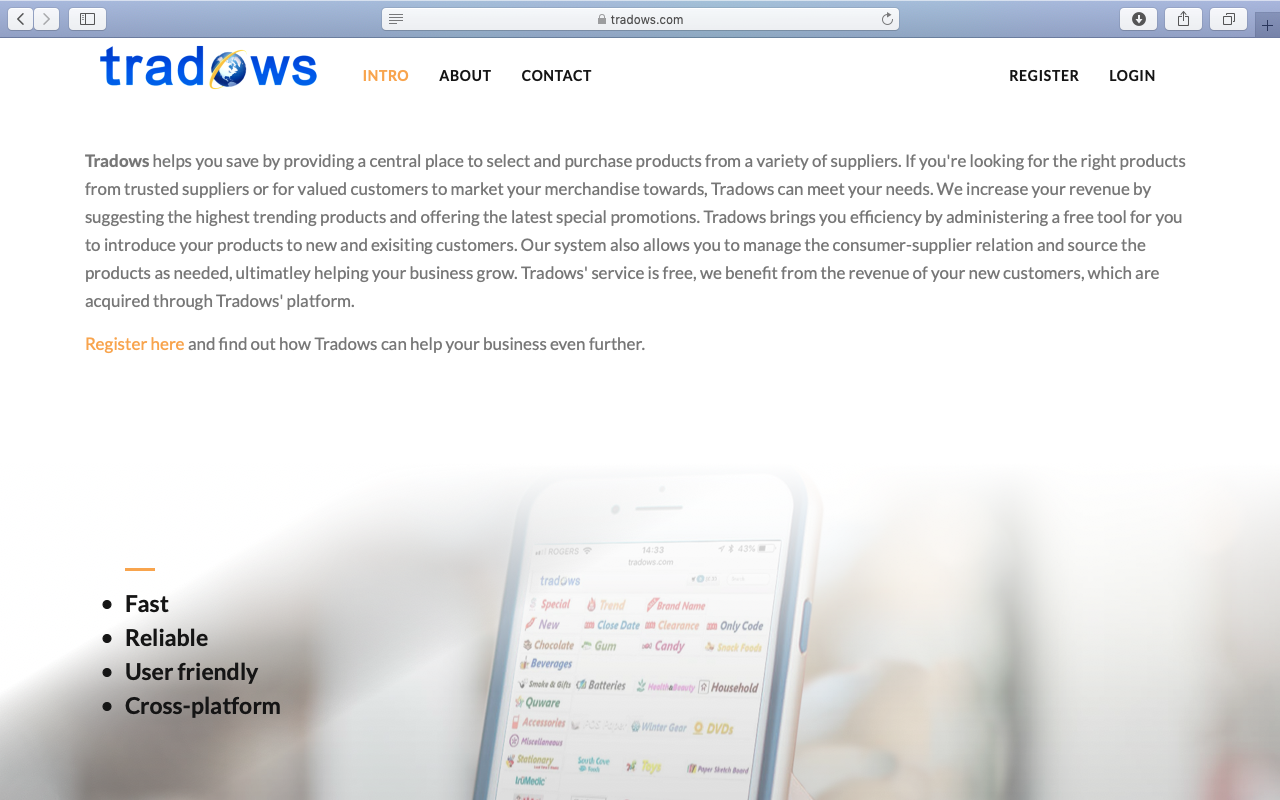 tradows.com
tradows INTRO ABOUT CONTACT REGISTER LOGIN
Tradows helps you save by providing a central place to select and purchase products from a variety of suppliers. If you're looking for the right products
from trusted suppliers or for valued customers to market your merchandise towards, Tradows can meet your needs. We increase your revenue by
suggesting the highest trending products and offering the latest special promotions. Tradows brings you efficiency by administering a free tool for you
to introduce your products to new and exisiting customers. Our system also allows you to manage the consumer-supplier relation and source the
products as needed, ultimatley helping your business grow. Tradows' service is free, we benefit from the revenue of your new customers, which are
acquired through Tradows' platform.
Register here and find out how Tradows can help your business even further.
• Fast
• Reliable
• User friendly
• Cross-platform
ROGERS 14:33 43%
tradows.com
tradows
Special Trend Brand Name
New Close Date Clearance Only Code
Chocolate Gum Candy Snack Foods
Beverages
Smoke & Gifts Batteries Health&Beauty Household
Quware
Accessories POS Paper Winter Gear DVDs
Miscellaneous
Stationary South Cove Tools Toys Paper Sketch Board
truMedic